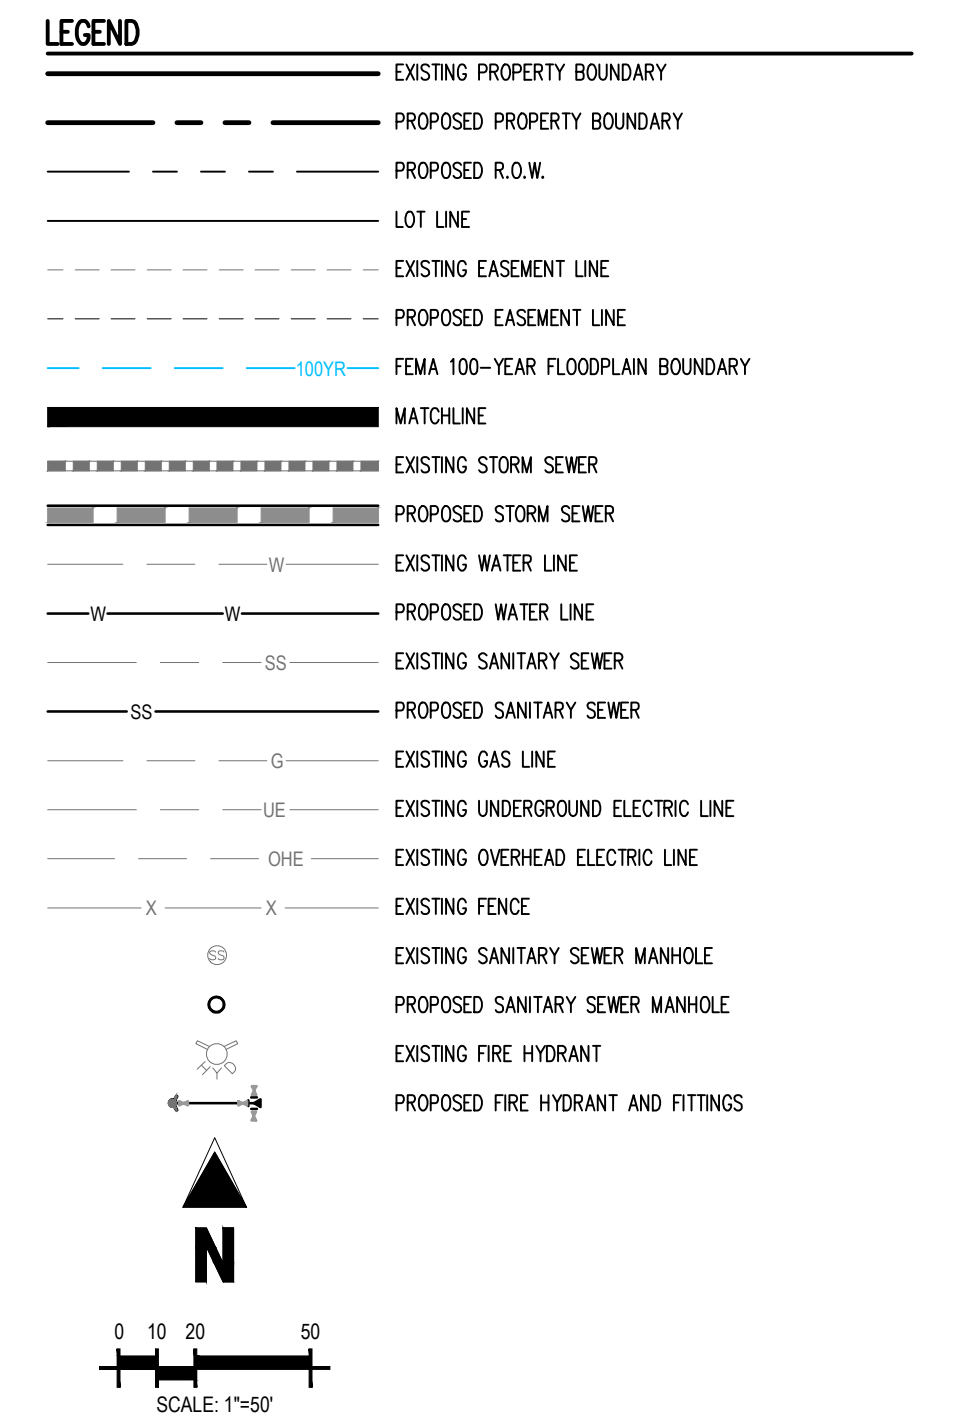 LEGEND
EXISTING PROPERTY BOUNDARY
PROPOSED PROPERTY BOUNDARY
PROPOSED R.O.W.
LOT LINE
EXISTING EASEMENT LINE
PROPOSED EASEMENT LINE
100YR FEMA 100-YEAR FLOODPLAIN BOUNDARY
MATCHLINE
EXISTING STORM SEWER
PROPOSED STORM SEWER
W EXISTING WATER LINE
W W PROPOSED WATER LINE
SS EXISTING SANITARY SEWER
SS PROPOSED SANITARY SEWER
G EXISTING GAS LINE
UE EXISTING UNDERGROUND ELECTRIC LINE
OHE EXISTING OVERHEAD ELECTRIC LINE
X X EXISTING FENCE
SS EXISTING SANITARY SEWER MANHOLE
PROPOSED SANITARY SEWER MANHOLE
HYD EXISTING FIRE HYDRANT
PROPOSED FIRE HYDRANT AND FITTINGS
N
0 10 20 50
SCALE: 1"=50'